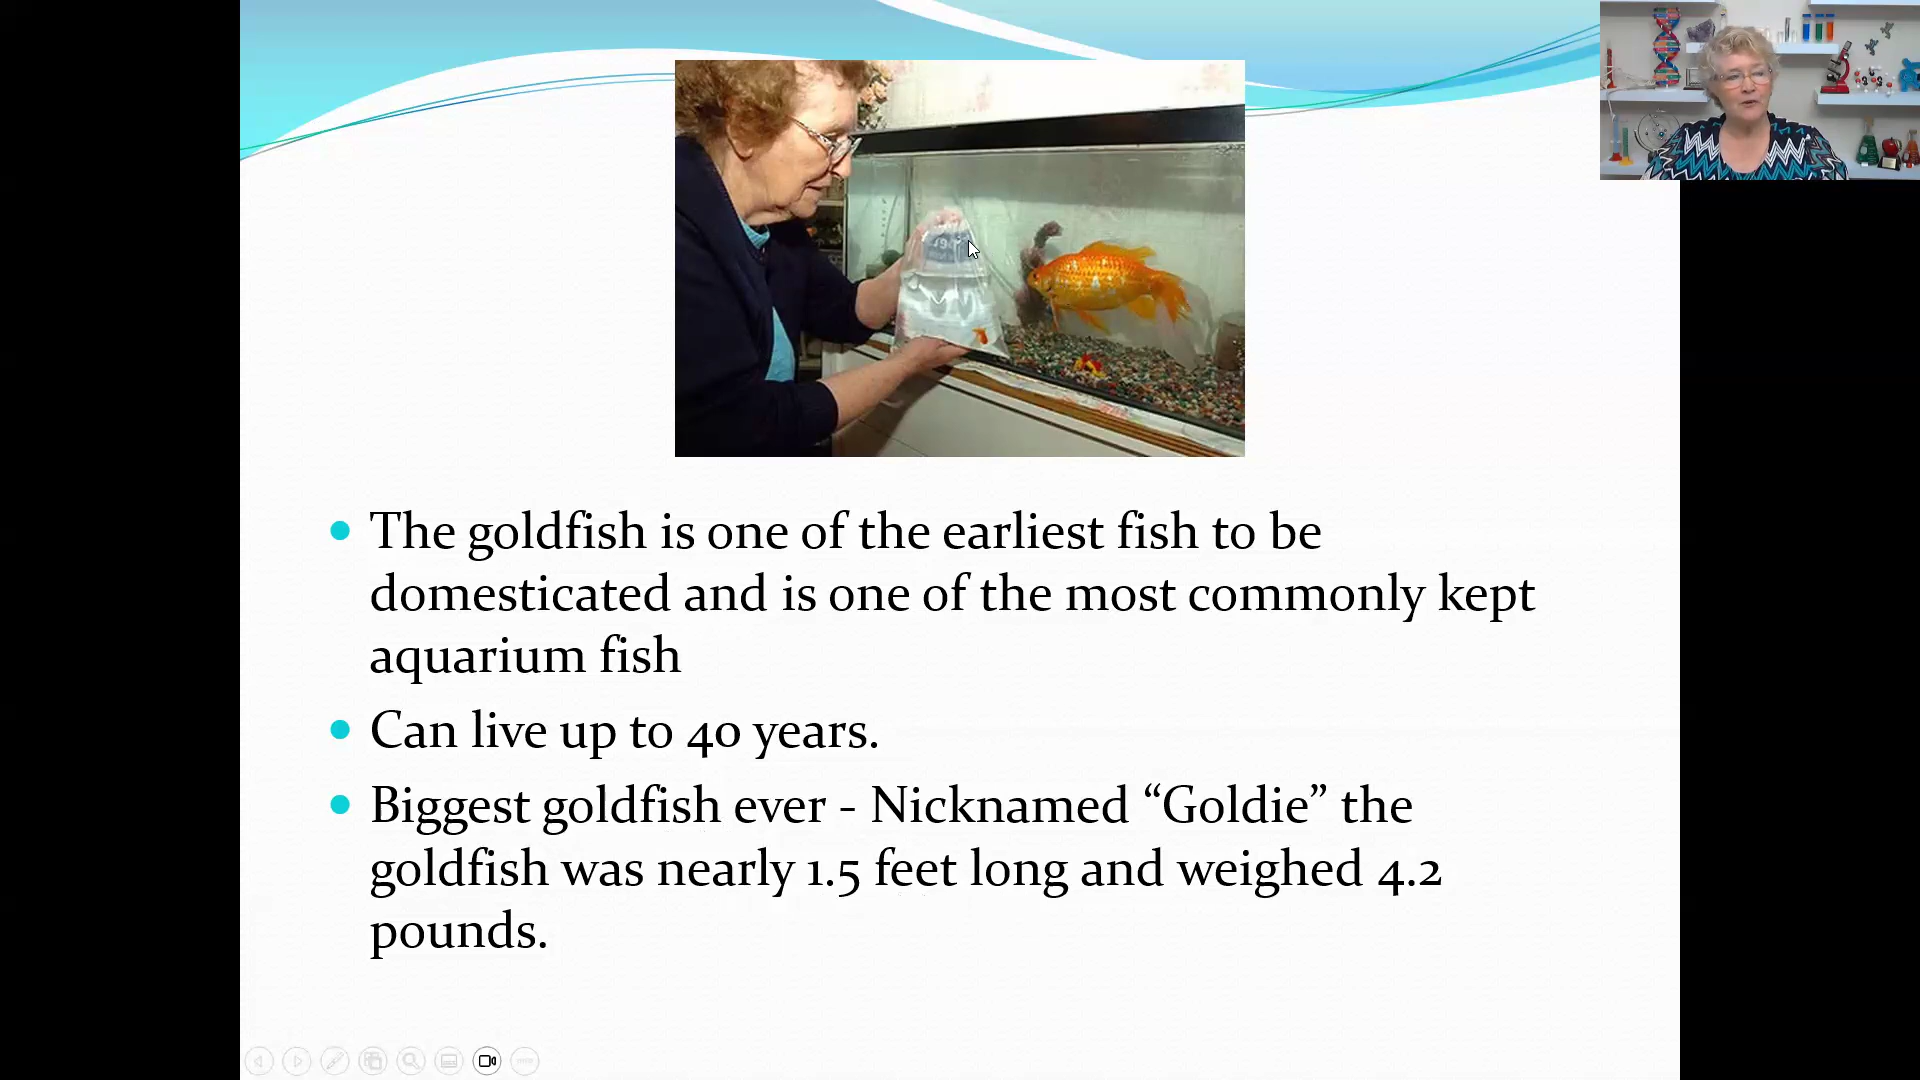 The goldfish is one of the earliest fish to be
domesticated and is one of the most commonly kept
aquarium fish
Can live up to 40 years.
Biggest goldfish ever - Nicknamed “Goldie” the
goldfish was nearly 1.5 feet long and weighed 4.2
pounds.